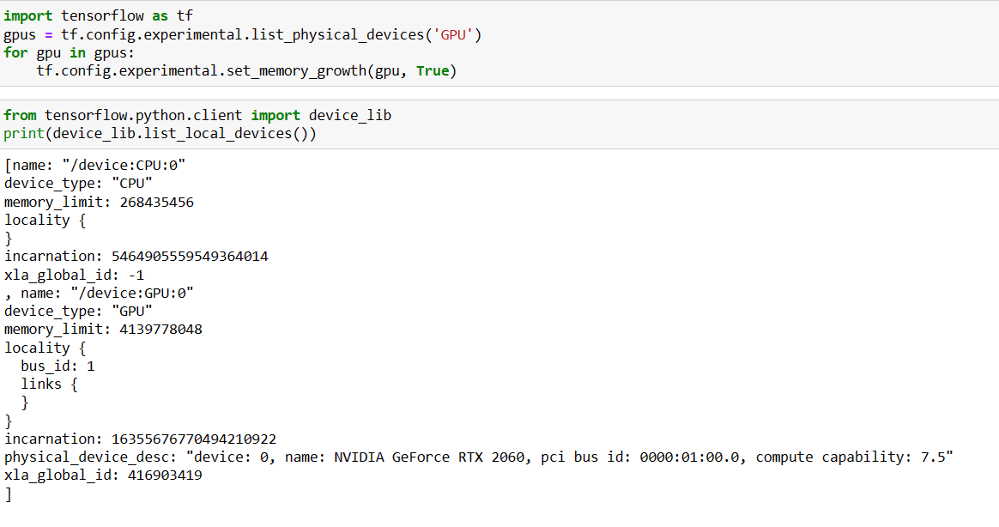 import tensorflow as tf
gpus = tf.config.experimental.list_physical_devices('GPU')
for gpu in gpus:
    tf.config.experimental.set_memory_growth(gpu, True)
from tensorflow.python.client import device_lib
print(device_lib.list_local_devices())
[name: "/device:CPU:0"
device_type: "CPU"
memory_limit: 268435456
locality {
}
incarnation: 5464905559549364014
xla_global_id: -1
, name: "/device:GPU:0"
device_type: "GPU"
memory_limit: 4139778048
locality {
  bus_id: 1
  links {
  }
}
incarnation: 16355676770494210922
physical_device_desc: "device: 0, name: NVIDIA GeForce RTX 2060, pci bus id: 0000:01:00.0, compute capability: 7.5"
xla_global_id: 416903419
]